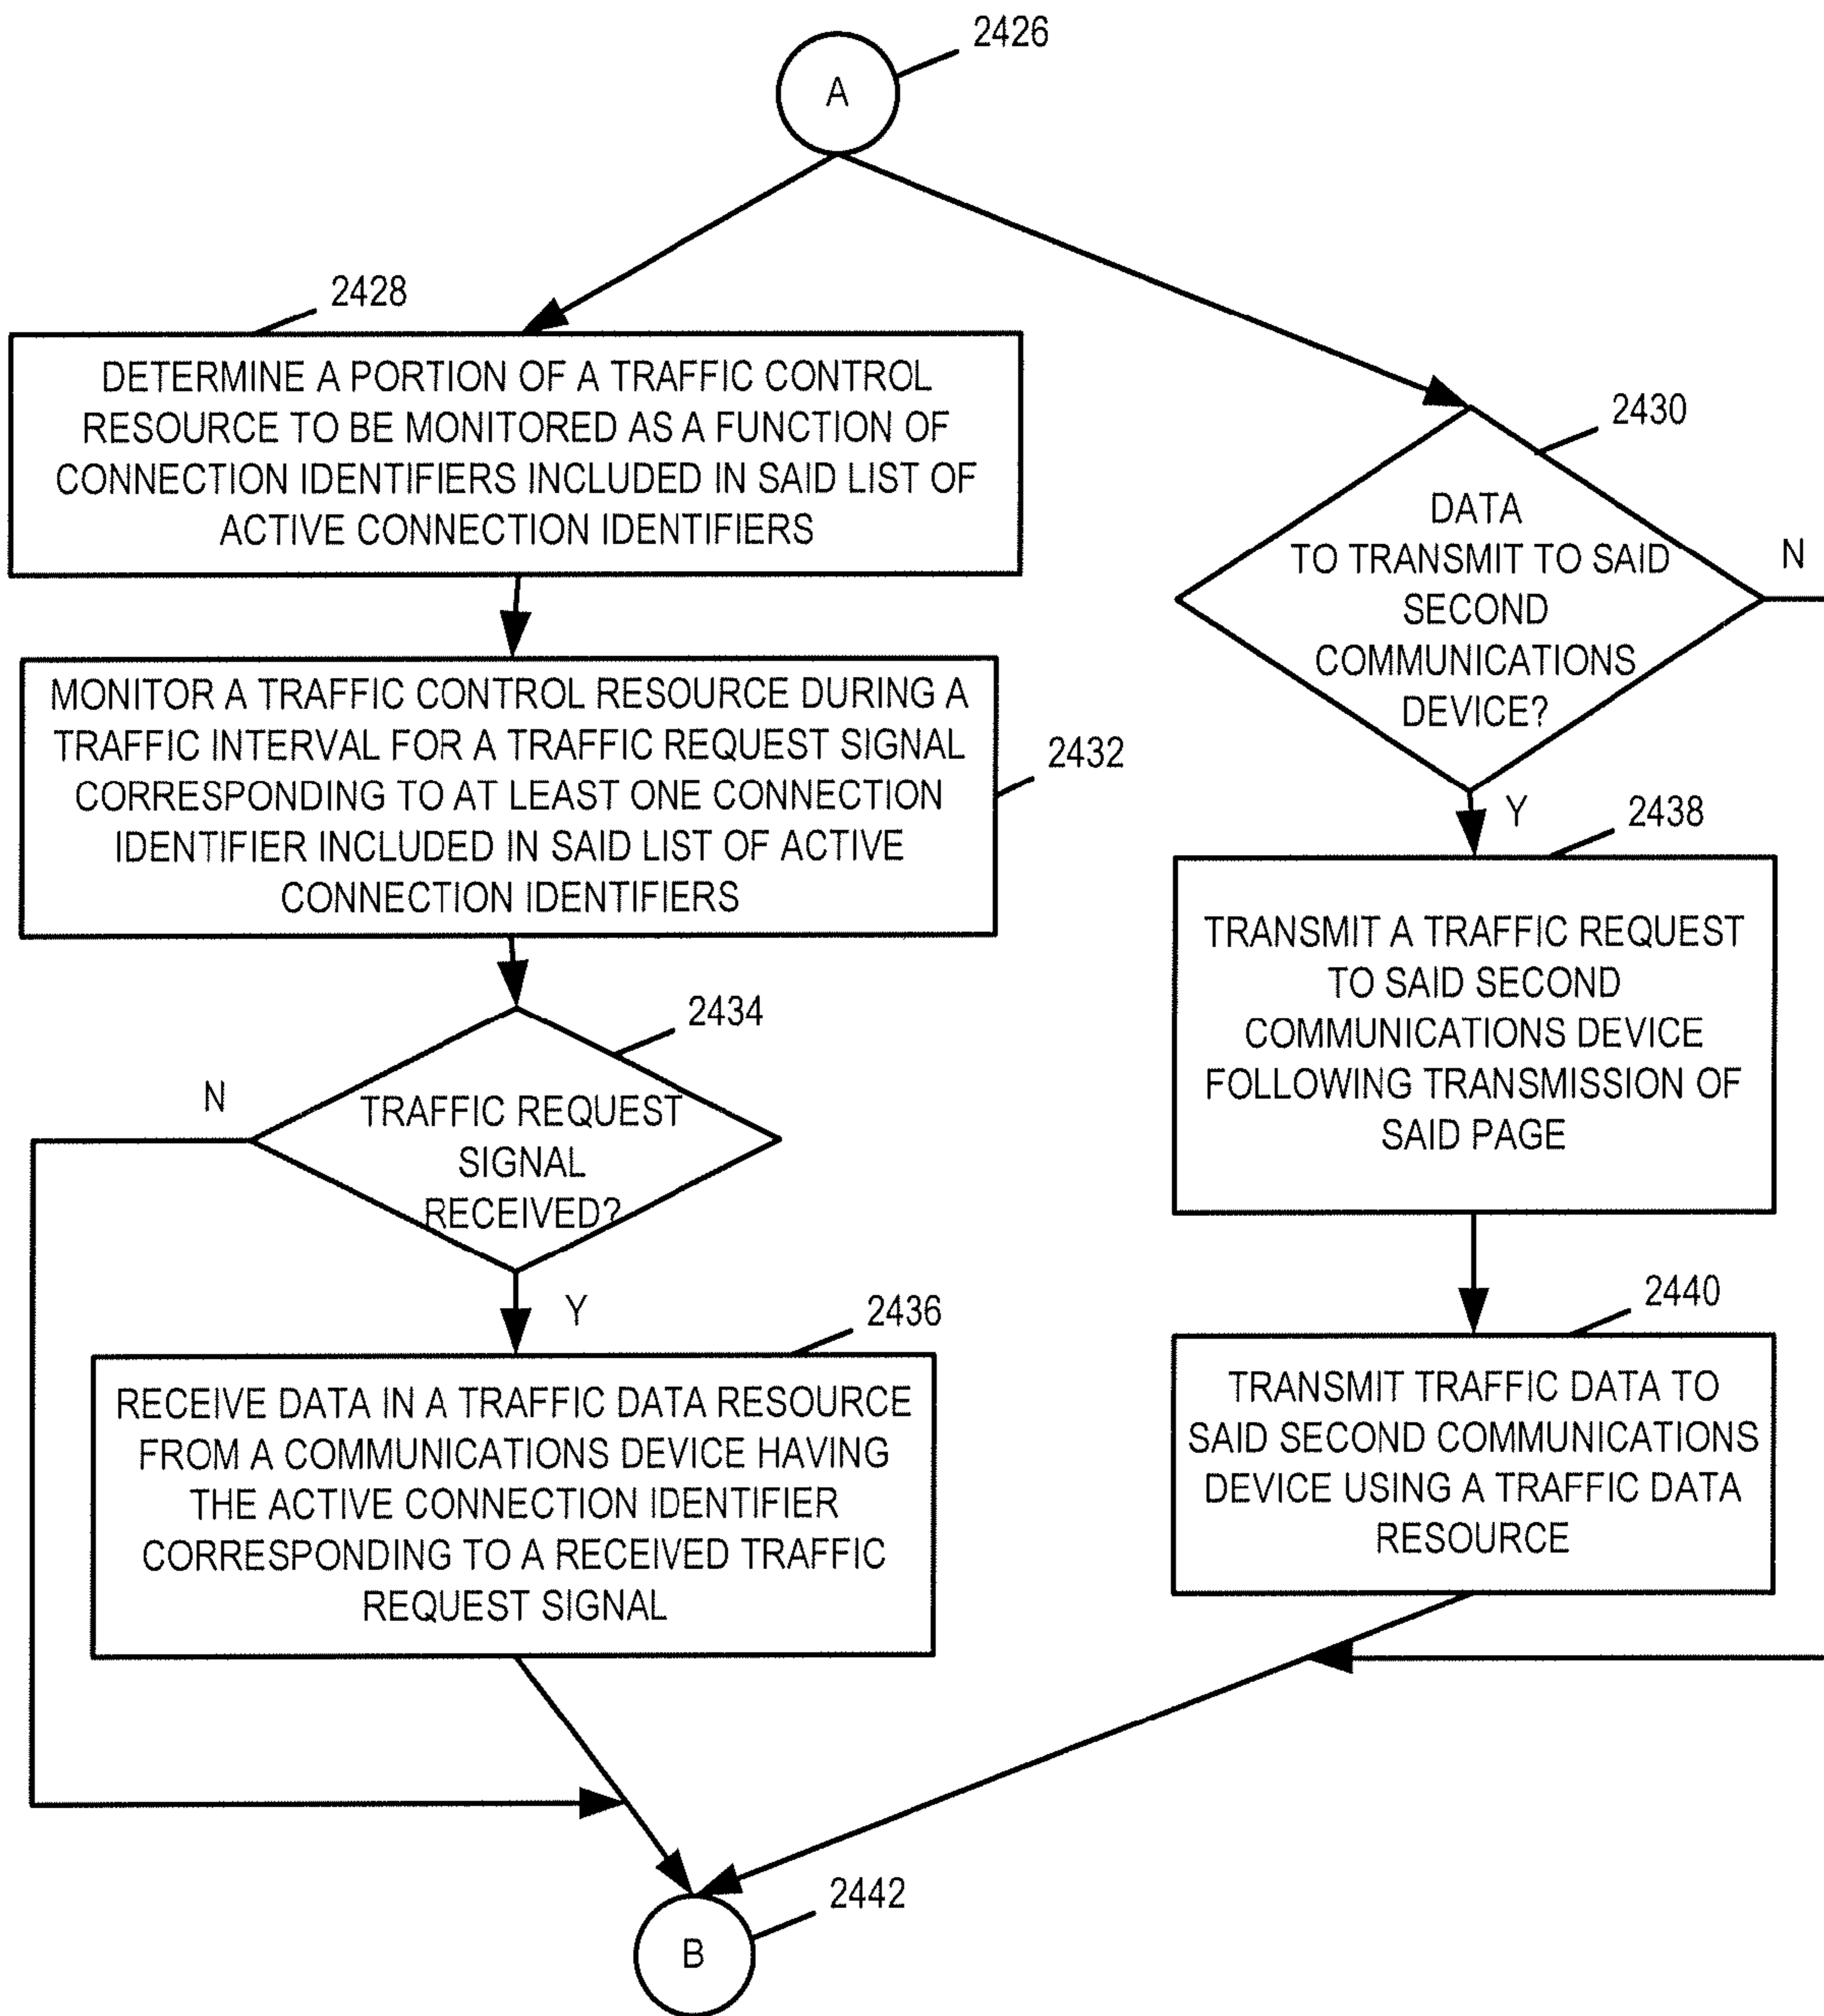 2426
A
2428
DETERMINE A PORTION OF A TRAFFIC CONTROL
RESOURCE TO BE MONITORED AS A FUNCTION OF
CONNECTION IDENTIFIERS INCLUDED IN SAID LIST OF
ACTIVE CONNECTION IDENTIFIERS
2430
DATA
TO TRANSMIT TO SAID
SECOND
COMMUNICATIONS
DEVICE?
N
Y
MONITOR A TRAFFIC CONTROL RESOURCE DURING A
TRAFFIC INTERVAL FOR A TRAFFIC REQUEST SIGNAL
CORRESPONDING TO AT LEAST ONE CONNECTION
IDENTIFIER INCLUDED IN SAID LIST OF ACTIVE
CONNECTION IDENTIFIERS
2432
2438
TRANSMIT A TRAFFIC REQUEST
TO SAID SECOND
COMMUNICATIONS DEVICE
FOLLOWING TRANSMISSION OF
SAID PAGE
2434
N
TRAFFIC REQUEST
SIGNAL
RECEIVED?
Y
2436
RECEIVE DATA IN A TRAFFIC DATA RESOURCE
FROM A COMMUNICATIONS DEVICE HAVING
THE ACTIVE CONNECTION IDENTIFIER
CORRESPONDING TO A RECEIVED TRAFFIC
REQUEST SIGNAL
2440
TRANSMIT TRAFFIC DATA TO
SAID SECOND COMMUNICATIONS
DEVICE USING A TRAFFIC DATA
RESOURCE
2442
B